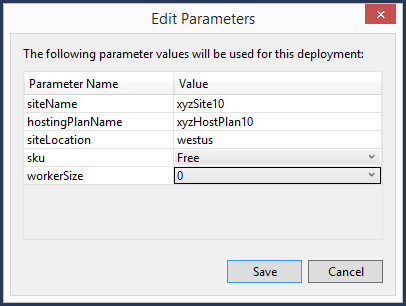 Edit Parameters
The following parameter values will be used for this deployment:
Parameter Name Value
siteName xyzSite10
hostingPlanName xyzHostPlan10
siteLocation westus
sku Free
workerSize 0
Save Cancel